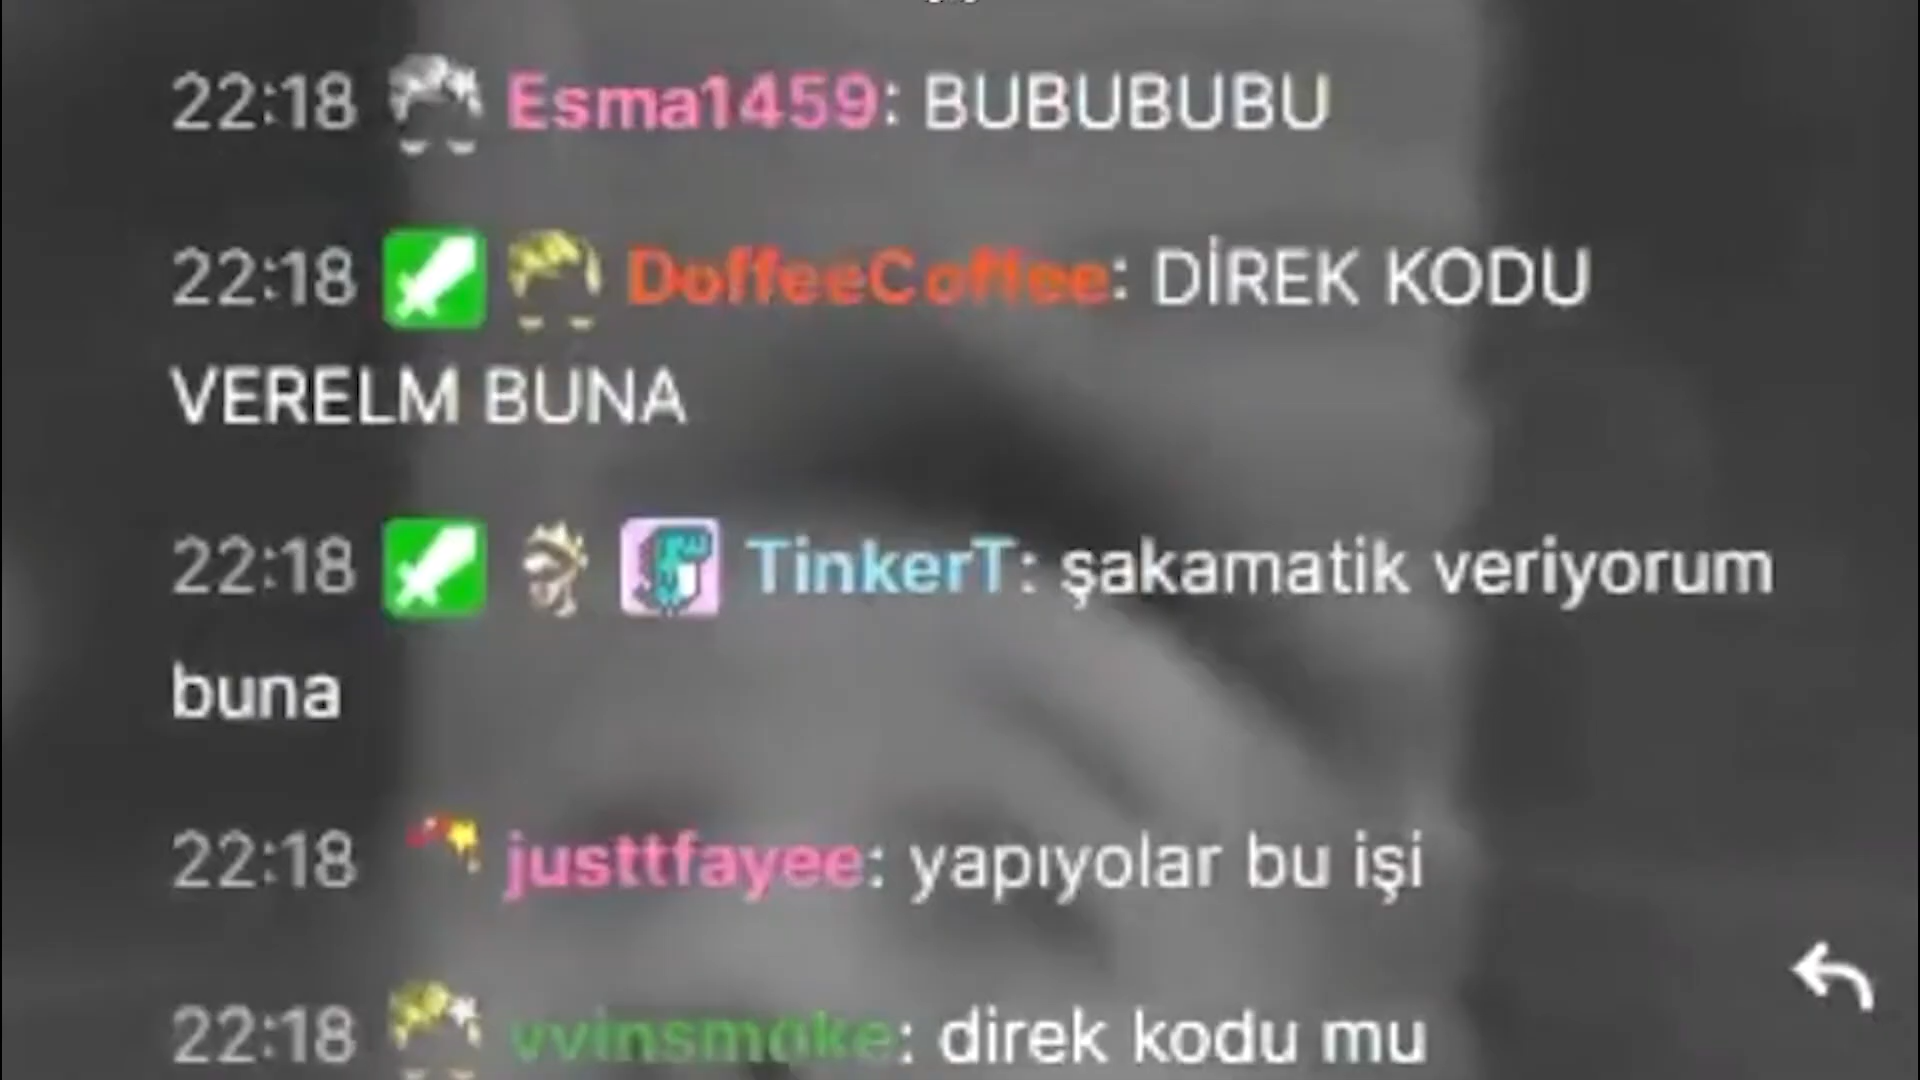 22:18 Esma1459: BUBUBUBU
22:18 DoffeeCoffee: DİREK KODU
VERELM BUNA
22:18 TinkerT: şakamatik veriyorum
buna
22:18 justtfayee: yapıyolar bu işi
22:18 vvinsmoke: direk kodu mu